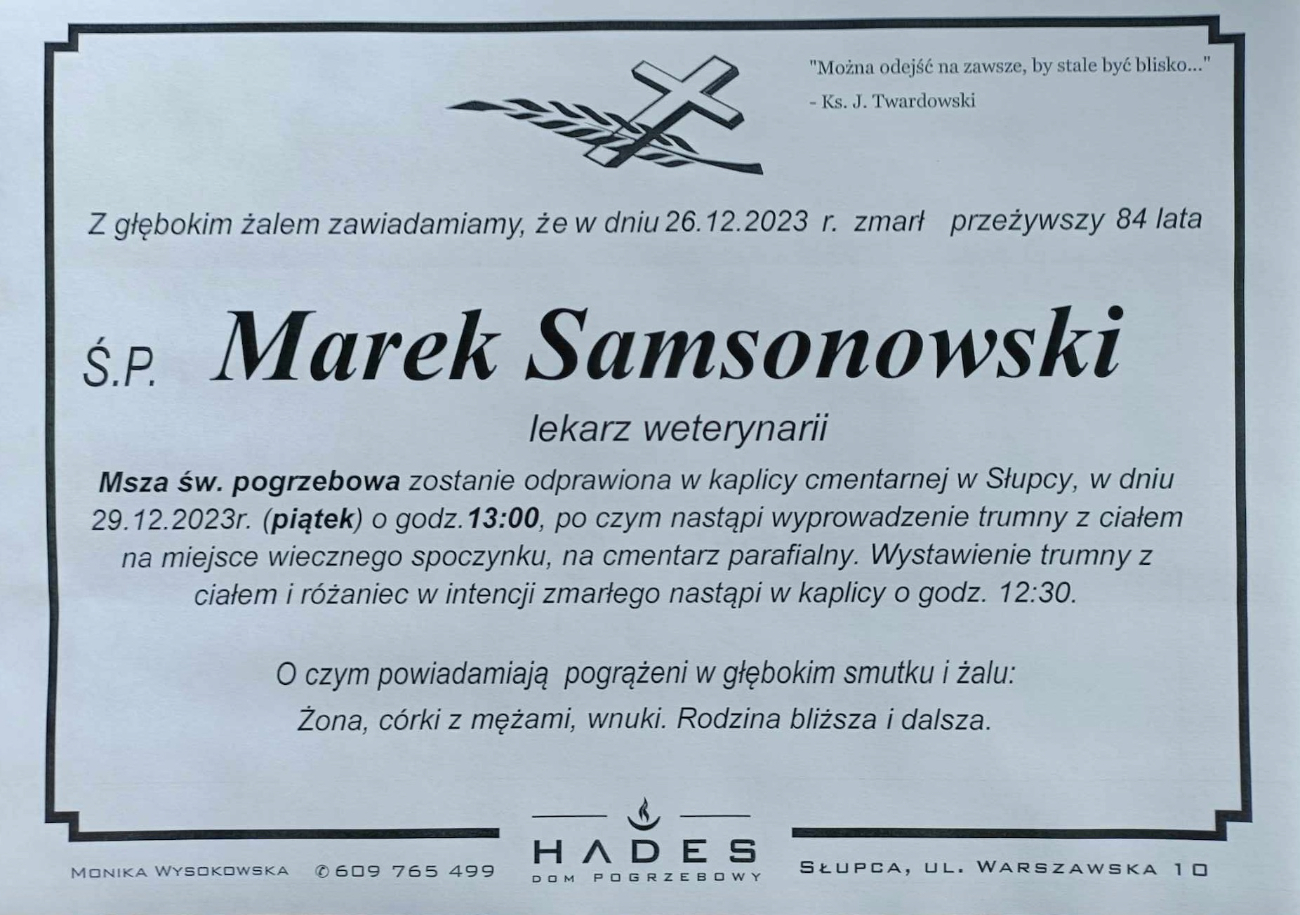 "Można odejść na zawsze, by stale być blisko..."
- Ks. J. Twardowski
Z głębokim żalem zawiadamiamy, że w dniu 26.12.2023 r. zmarł przeżywszy 84 lata
Ś.P. Marek Samsonowski
lekarz weterynarii
Msza św. pogrzebowa zostanie odprawiona w kaplicy cmentarnej w Słupcy, w dniu
29.12.2023r. (piątek) o godz.13:00, po czym nastąpi wyprowadzenie trumny z ciałem
na miejsce wiecznego spoczynku, na cmentarz parafialny. Wystawienie trumny z
ciałem i różaniec w intencji zmarłego nastąpi w kaplicy o godz. 12:30.
O czym powiadamiają pogrążeni w głębokim smutku i żalu:
Żona, córki z mężami, wnuki. Rodzina bliższa i dalsza.
HADES
DOM POGRZEBOWY
MONIKA WYSOKOWSKA ✆609 765 499
SŁUPCA, UL. WARSZAWSKA 10